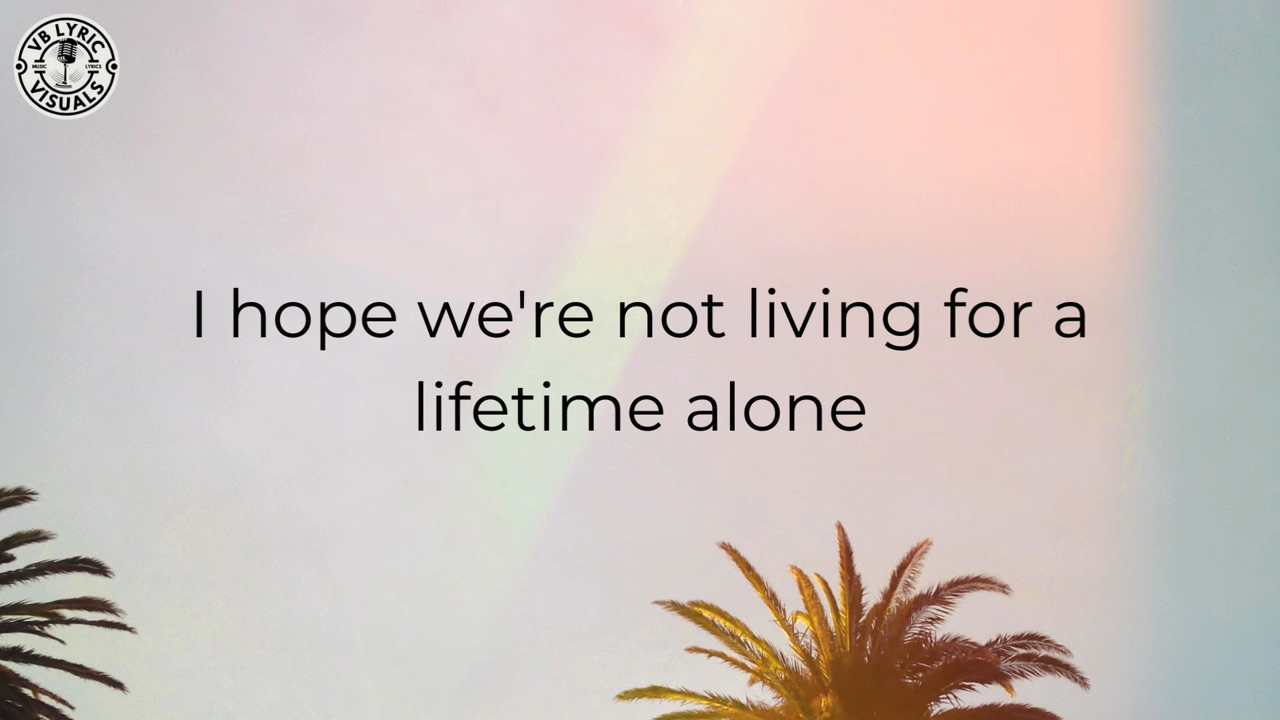 VB LYRIC
MUSIC
LYRICS
VISUALS
I hope we're not living for a
lifetime alone